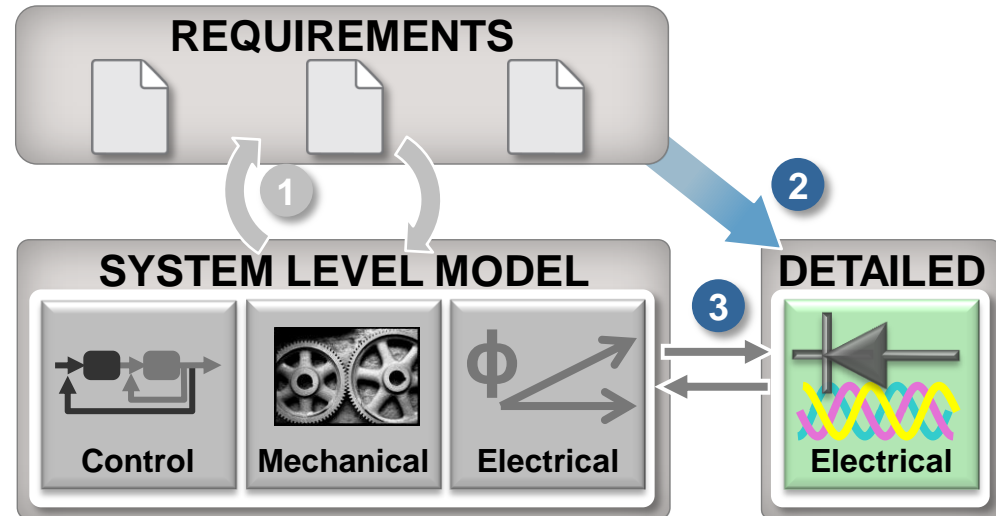 REQUIREMENTS
1
2
SYSTEM LEVEL MODEL
DETAILED
3
ϕ
Control
Mechanical
Electrical
Electrical